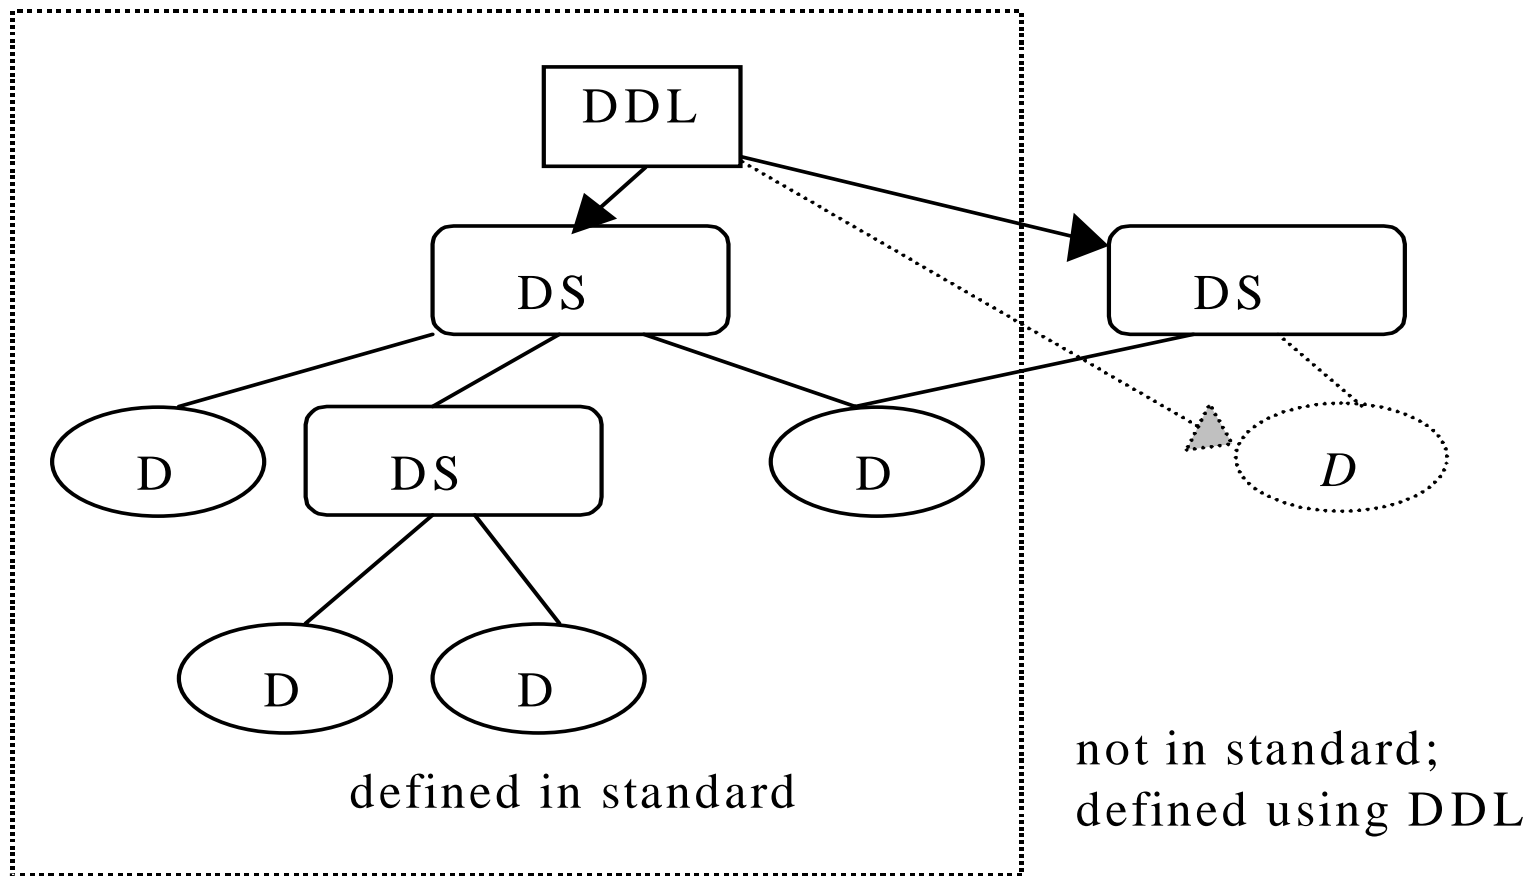 DDL
DS
DS
D
DS
D
D
D
D
defined in standard
not in standard;
defined using DDL